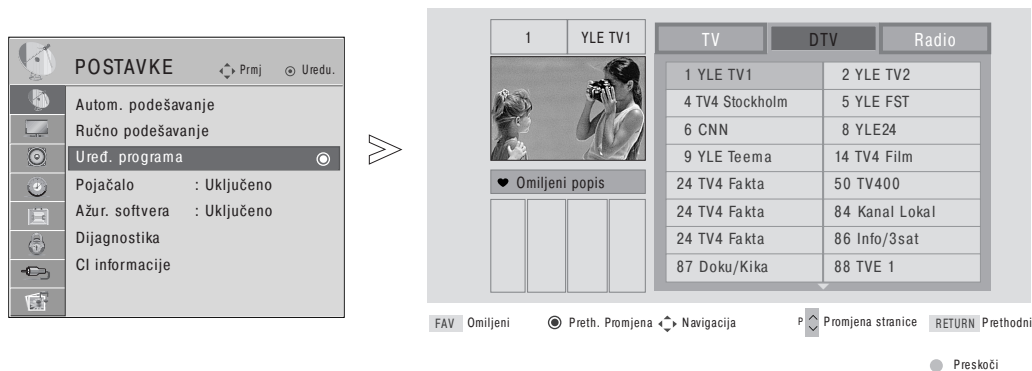 POSTAVKE
Prmj
Uredu.
Autom. podešavanje
Ručno podešavanje
Uređ. programa
Pojačalo : Uključeno
Ažur. softvera : Uključeno
Dijagnostika
CI informacije
1 YLE TV1
TV DTV Radio
1 YLE TV1 2 YLE TV2
4 TV4 Stockholm 5 YLE FST
6 CNN 8 YLE24
9 YLE Teema 14 TV4 Film
24 TV4 Fakta 50 TV400
24 TV4 Fakta 84 Kanal Lokal
24 TV4 Fakta 86 Info/3sat
87 Doku/Kika 88 TVE 1
Omiljeni popis
FAV Omiljeni Preth. Promjena Navigacija P Promjena stranice RETURN Prethodni
Preskoči